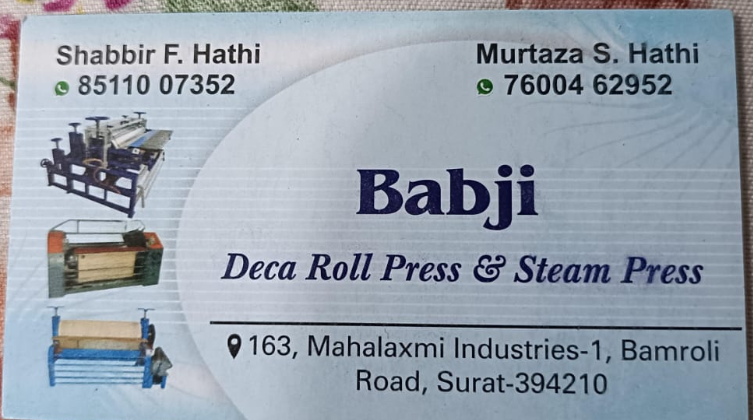 Shabbir F. Hathi
85110 07352
Murtaza S. Hathi
76004 62952
Babji
Deca Roll Press & Steam Press
163, Mahalaxmi Industries-1, Bamroli
Road, Surat-394210